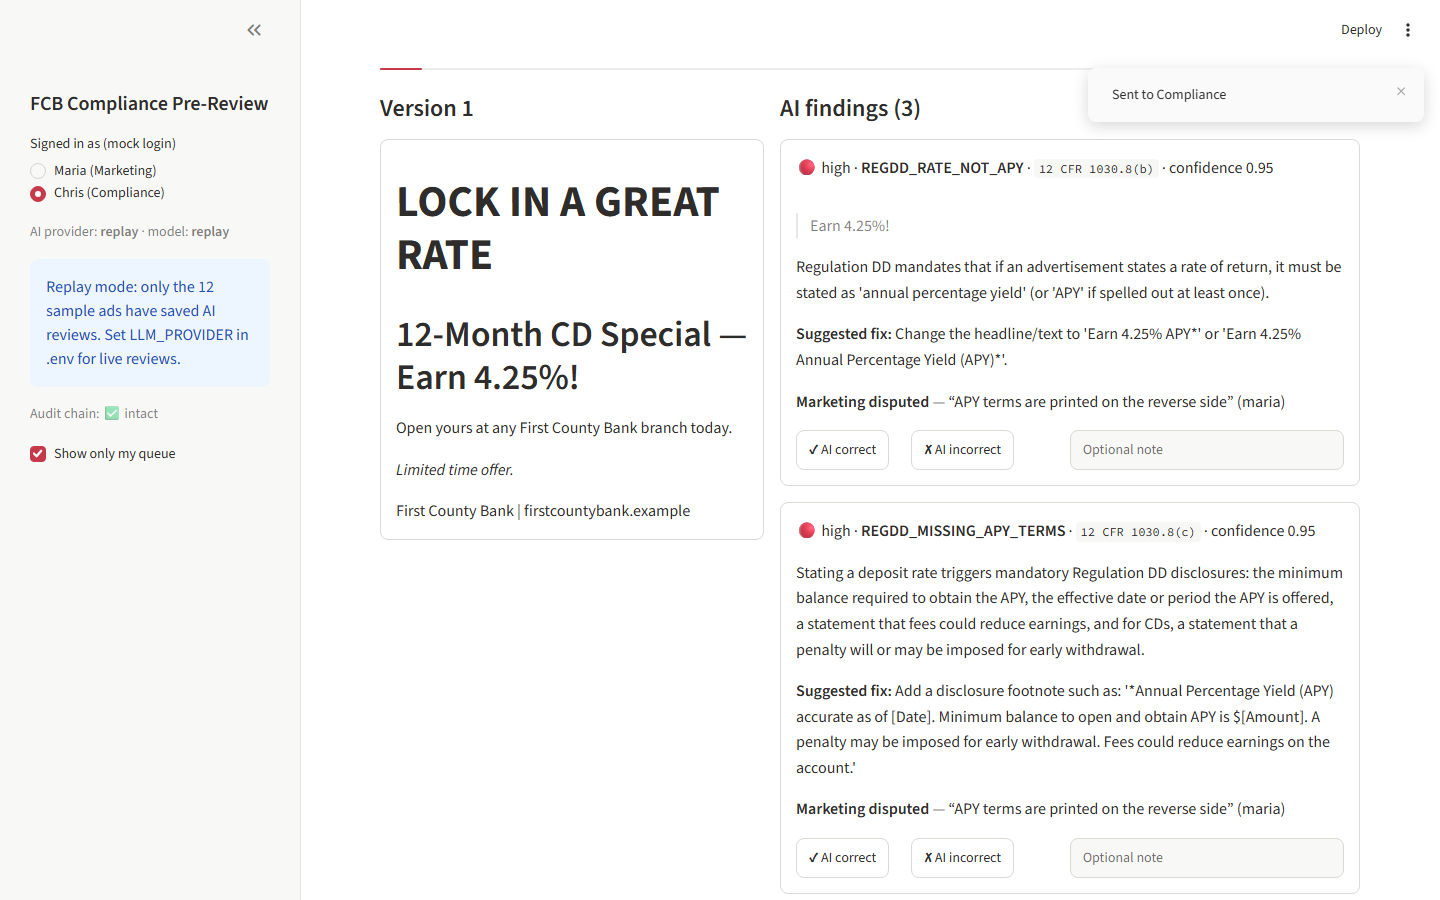 Deploy
FCB Compliance Pre-Review
Signed in as (mock login)
Maria (Marketing)
Chris (Compliance)
AI provider: replay · model: replay
Replay mode: only the 12
sample ads have saved AI
reviews. Set LLM_PROVIDER in
.env for live reviews.
Audit chain: ✅ intact
Show only my queue
Version 1
LOCK IN A GREAT
RATE
12-Month CD Special —
Earn 4.25%!
Open yours at any First County Bank branch today.
Limited time offer.
First County Bank | firstcountybank.example
AI findings (3)
Sent to Compliance
🔴 high · REGDD_RATE_NOT_APY · 12 CFR 1030.8(b) · confidence 0.95
Earn 4.25%!
Regulation DD mandates that if an advertisement states a rate of return, it must be
stated as 'annual percentage yield' (or 'APY' if spelled out at least once).
Suggested fix: Change the headline/text to 'Earn 4.25% APY*' or 'Earn 4.25%
Annual Percentage Yield (APY)*'.
Marketing disputed — “APY terms are printed on the reverse side” (maria)
✓ AI correct
✗ AI incorrect
Optional note
🔴 high · REGDD_MISSING_APY_TERMS · 12 CFR 1030.8(c) · confidence 0.95
Stating a deposit rate triggers mandatory Regulation DD disclosures: the minimum
balance required to obtain the APY, the effective date or period the APY is offered,
a statement that fees could reduce earnings, and for CDs, a statement that a
penalty will or may be imposed for early withdrawal.
Suggested fix: Add a disclosure footnote such as: '*Annual Percentage Yield (APY)
accurate as of [Date]. Minimum balance to open and obtain APY is $[Amount]. A
penalty may be imposed for early withdrawal. Fees could reduce earnings on the
account.'
Marketing disputed — “APY terms are printed on the reverse side” (maria)
✓ AI correct
✗ AI incorrect
Optional note